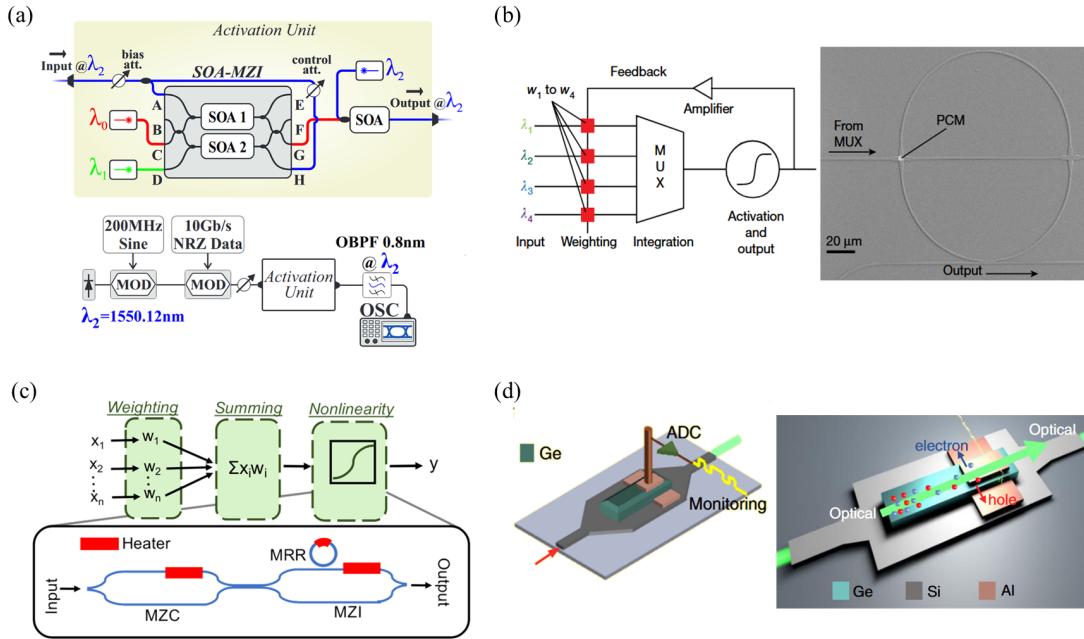 (a)
Activation Unit
Input @λ2
bias
att.
SOA-MZI
control
att.
λ2
Output @λ2
A
E
SOA 1
λ0
B
F
SOA
C
SOA 2
G
λ1
D
H
200MHz
Sine
10Gb/s
NRZ Data
OBPF 0.8nm
@ λ2
MOD
MOD
Activation
Unit
λ2=1550.12nm
OSC
(b)
Feedback
w1 to w4
Amplifier
λ1
λ2
λ3
λ4
M
U
X
Input
Weighting
Integration
Activation
and
output
From
MUX
PCM
20 μm
Output
(c)
Weighting
Summing
Nonlinearity
x1
w1
x2
w2
xn
wn
Σxiwi
y
Heater
MRR
Input
Output
MZC
MZI
(d)
Ge
ADC
Monitoring
Optical
electron
hole
Optical
Ge
Si
Al